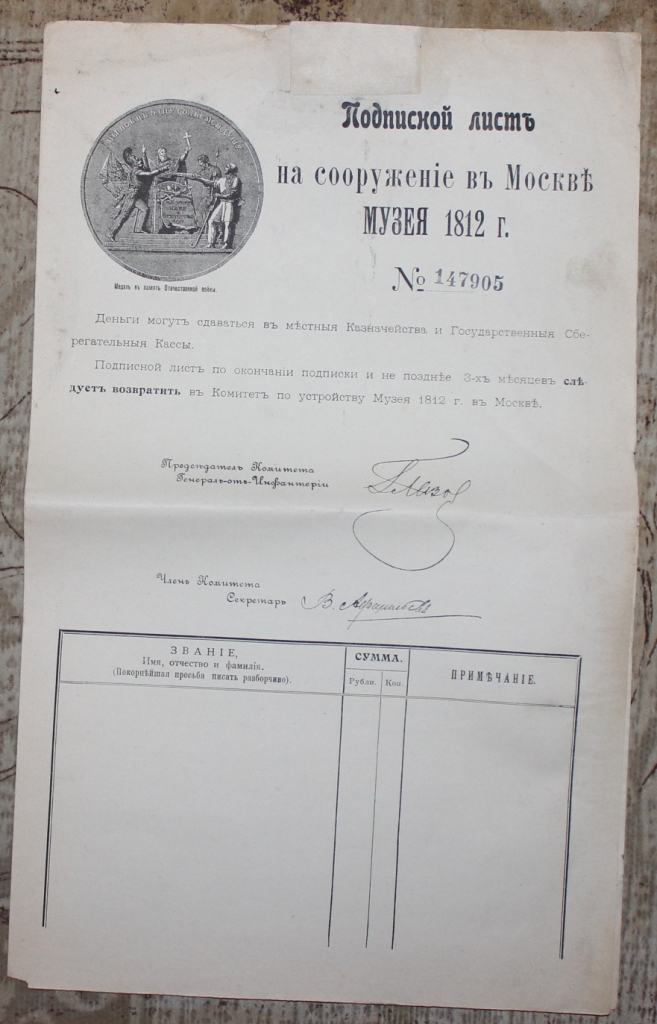 Подписной листъ
на сооруженіе въ Москвѣ
МУЗЕЯ 1812 г.
№ 147905
Медаль въ память Отечественной войны.
Деньги могутъ сдаваться въ мѣстныя Казначейства и Государственныя Сбе-
регательныя Кассы.
Подписной листъ по окончаніи подписки и не позднѣе 3-хъ мѣсяцевъ слѣ-
дуетъ возвратить въ Комитетъ по устройству Музея 1812 г. въ Москвѣ.
Предсѣдатель Комитета
Генералъ-отъ-Инфантеріи
Членъ Комитета
Секретарь
В.
ЗВАНІЕ,
Имя, отчество и фамилія.
(Покорнѣйшая просьба писать разборчиво).
СУММА.
Рубли.
Коп.
ПРИМѢЧАНІЕ.